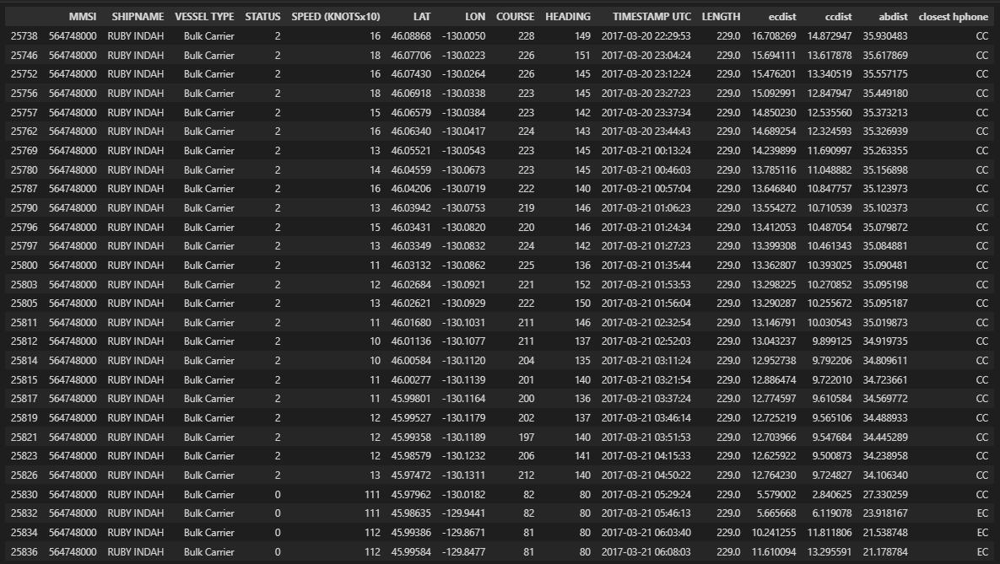 MMSI SHIPNAME VESSEL TYPE STATUS SPEED (KNOTSx10) LAT LON COURSE HEADING TIMESTAMP UTC LENGTH ecdist ccdist abdist closest hphone
25738 564748000 RUBY INDAH Bulk Carrier 2 16 46.08868 -130.0050 228 149 2017-03-20 22:29:53 229.0 16.708269 14.872947 35.930483 CC
25746 564748000 RUBY INDAH Bulk Carrier 2 18 46.07706 -130.0223 226 151 2017-03-20 23:04:24 229.0 15.694111 13.617878 35.617869 CC
25752 564748000 RUBY INDAH Bulk Carrier 2 16 46.07430 -130.0264 226 145 2017-03-20 23:12:24 229.0 15.476201 13.340519 35.557175 CC
25756 564748000 RUBY INDAH Bulk Carrier 2 18 46.06918 -130.0338 223 145 2017-03-20 23:27:23 229.0 15.092991 12.847947 35.449180 CC
25757 564748000 RUBY INDAH Bulk Carrier 2 15 46.06579 -130.0384 223 142 2017-03-20 23:37:34 229.0 14.850230 12.535560 35.373213 CC
25762 564748000 RUBY INDAH Bulk Carrier 2 16 46.06340 -130.0417 224 143 2017-03-20 23:44:43 229.0 14.689254 12.324593 35.326939 CC
25769 564748000 RUBY INDAH Bulk Carrier 2 13 46.05521 -130.0543 223 145 2017-03-21 00:13:24 229.0 14.239899 11.690997 35.263355 CC
25780 564748000 RUBY INDAH Bulk Carrier 2 14 46.04559 -130.0673 223 145 2017-03-21 00:46:03 229.0 13.785116 11.048882 35.156898 CC
25787 564748000 RUBY INDAH Bulk Carrier 2 16 46.04206 -130.0719 222 140 2017-03-21 00:57:04 229.0 13.646840 10.847757 35.123973 CC
25790 564748000 RUBY INDAH Bulk Carrier 2 13 46.03942 -130.0753 219 146 2017-03-21 01:06:23 229.0 13.554272 10.710539 35.102373 CC
25796 564748000 RUBY INDAH Bulk Carrier 2 15 46.03431 -130.0820 220 146 2017-03-21 01:24:34 229.0 13.412053 10.487054 35.079872 CC
25797 564748000 RUBY INDAH Bulk Carrier 2 13 46.03349 -130.0832 224 142 2017-03-21 01:27:23 229.0 13.399308 10.461343 35.084881 CC
25800 564748000 RUBY INDAH Bulk Carrier 2 11 46.03132 -130.0862 225 136 2017-03-21 01:35:44 229.0 13.362807 10.393025 35.090481 CC
25803 564748000 RUBY INDAH Bulk Carrier 2 12 46.02684 -130.0921 221 152 2017-03-21 01:53:53 229.0 13.298225 10.270852 35.095198 CC
25805 564748000 RUBY INDAH Bulk Carrier 2 13 46.02621 -130.0929 222 150 2017-03-21 01:56:04 229.0 13.290287 10.255672 35.095187 CC
25811 564748000 RUBY INDAH Bulk Carrier 2 11 46.01680 -130.1031 211 146 2017-03-21 02:32:54 229.0 13.146791 10.030543 35.019873 CC
25812 564748000 RUBY INDAH Bulk Carrier 2 10 46.01136 -130.1077 211 137 2017-03-21 02:52:03 229.0 13.043237 9.899125 34.919735 CC
25814 564748000 RUBY INDAH Bulk Carrier 2 10 46.00584 -130.1120 204 135 2017-03-21 03:11:24 229.0 12.952738 9.792206 34.809611 CC
25815 564748000 RUBY INDAH Bulk Carrier 2 11 46.00277 -130.1139 201 140 2017-03-21 03:21:54 229.0 12.886474 9.722010 34.723661 CC
25817 564748000 RUBY INDAH Bulk Carrier 2 11 45.99801 -130.1164 200 136 2017-03-21 03:37:24 229.0 12.774597 9.610584 34.569772 CC
25819 564748000 RUBY INDAH Bulk Carrier 2 12 45.99527 -130.1179 202 137 2017-03-21 03:46:14 229.0 12.725219 9.565106 34.488933 CC
25821 564748000 RUBY INDAH Bulk Carrier 2 12 45.99358 -130.1189 197 140 2017-03-21 03:51:53 229.0 12.703966 9.547684 34.445289 CC
25823 564748000 RUBY INDAH Bulk Carrier 2 12 45.98579 -130.1232 206 141 2017-03-21 04:15:33 229.0 12.625922 9.500873 34.238958 CC
25826 564748000 RUBY INDAH Bulk Carrier 2 13 45.97472 -130.1311 212 140 2017-03-21 04:50:22 229.0 12.764230 9.724827 34.106340 CC
25830 564748000 RUBY INDAH Bulk Carrier 0 111 45.97962 -130.0182 82 80 2017-03-21 05:29:24 229.0 5.579002 2.840625 27.330259 CC
25832 564748000 RUBY INDAH Bulk Carrier 0 111 45.98635 -129.9441 82 80 2017-03-21 05:46:13 229.0 5.665668 6.119078 23.918167 EC
25834 564748000 RUBY INDAH Bulk Carrier 0 112 45.99386 -129.8671 81 80 2017-03-21 06:03:40 229.0 10.241255 11.811806 21.538748 EC
25836 564748000 RUBY INDAH Bulk Carrier 0 112 45.99584 -129.8477 81 80 2017-03-21 06:08:03 229.0 11.610094 13.295591 21.178784 EC